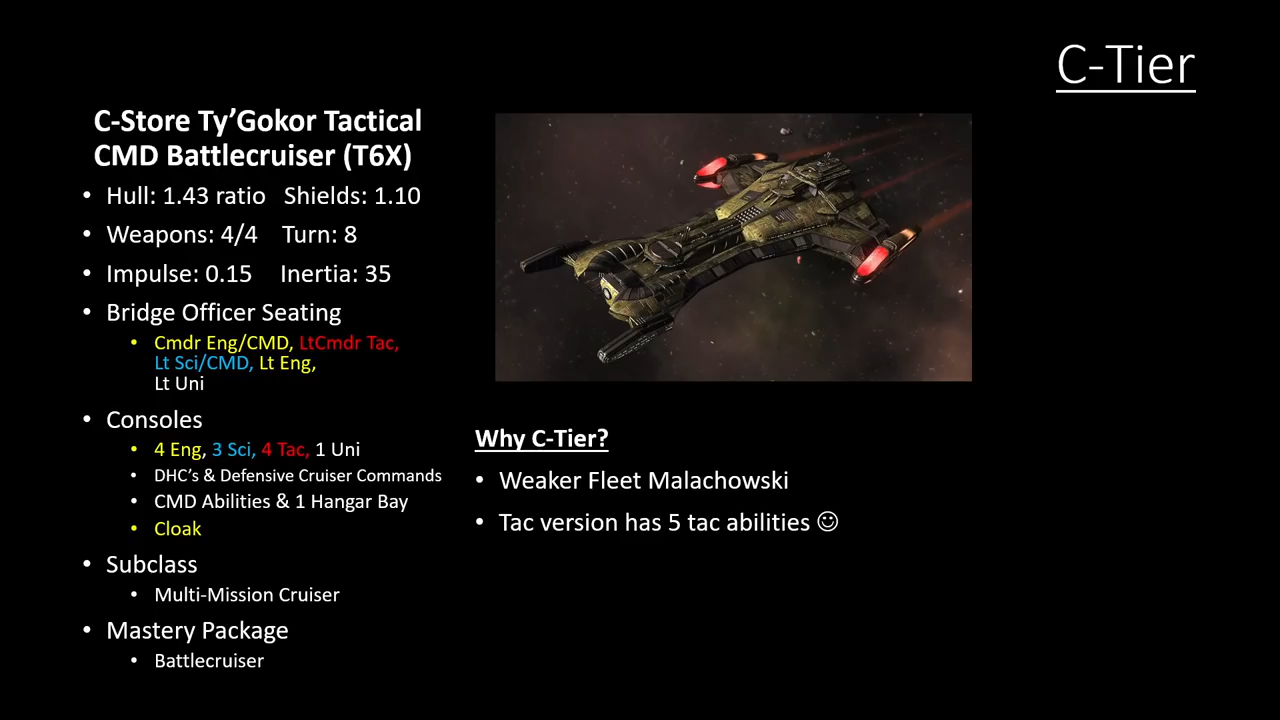 C-Tier
C-Store Ty’Gokor Tactical
CMD Battlecruiser (T6X)
• Hull: 1.43 ratio Shields: 1.10
• Weapons: 4/4 Turn: 8
• Impulse: 0.15 Inertia: 35
• Bridge Officer Seating
• Cmdr Eng/CMD, LtCmdr Tac,
Lt Sci/CMD, Lt Eng,
Lt Uni
• Consoles
• 4 Eng, 3 Sci, 4 Tac, 1 Uni
• DHC’s & Defensive Cruiser Commands
• CMD Abilities & 1 Hangar Bay
• Cloak
• Subclass
• Multi-Mission Cruiser
• Mastery Package
• Battlecruiser
Why C-Tier?
• Weaker Fleet Malachowski
• Tac version has 5 tac abilities ☺